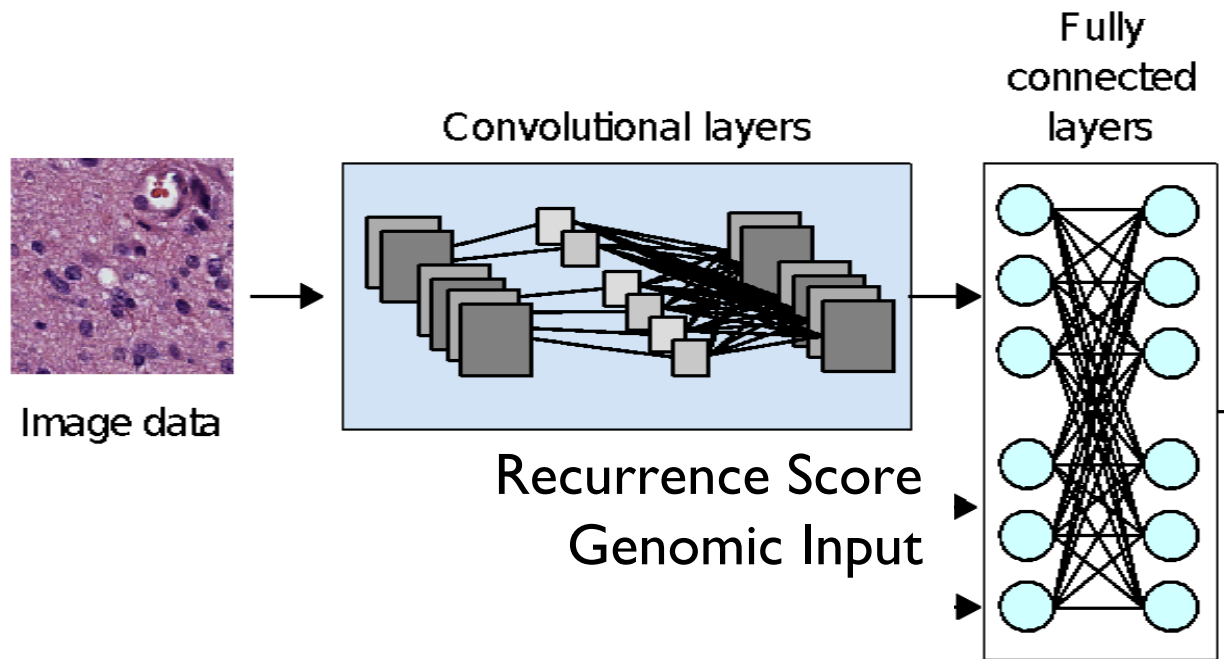 Fully
connected
layers
Convolutional layers
Image data
Recurrence Score
Genomic Input